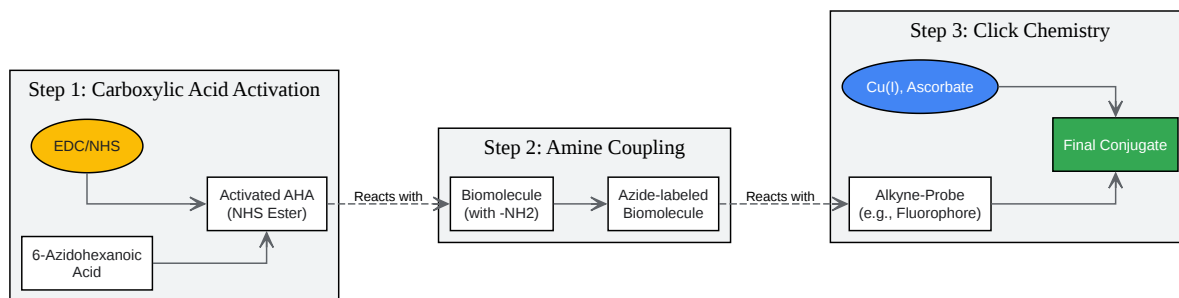 Step 1: Carboxylic Acid Activation
EDC/NHS
6-Azidohexanoic
Acid
Activated AHA
(NHS Ester)
Reacts with
Step 2: Amine Coupling
Biomolecule
(with -NH2)
Azide-labeled
Biomolecule
Reacts with
Step 3: Click Chemistry
Cu(I), Ascorbate
Alkyne-Probe
(e.g., Fluorophore)
Final Conjugate